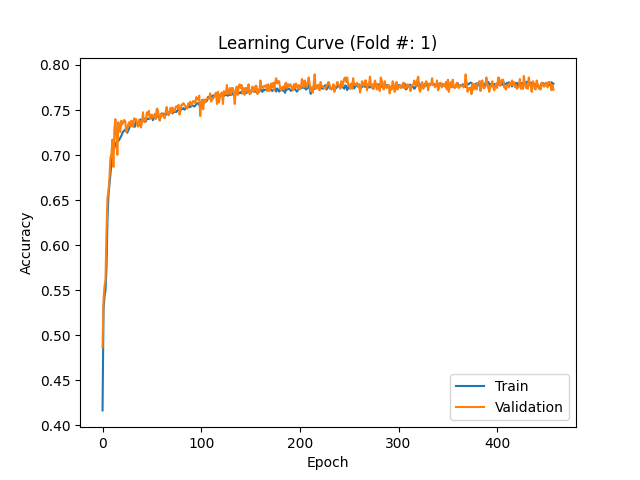 Learning Curve (Fold #: 1)
0.80
0.75
0.70
0.65
0.60
0.55
0.50
0.45
0.40
Accuracy
0 100 200 300 400
Epoch
Train
Validation